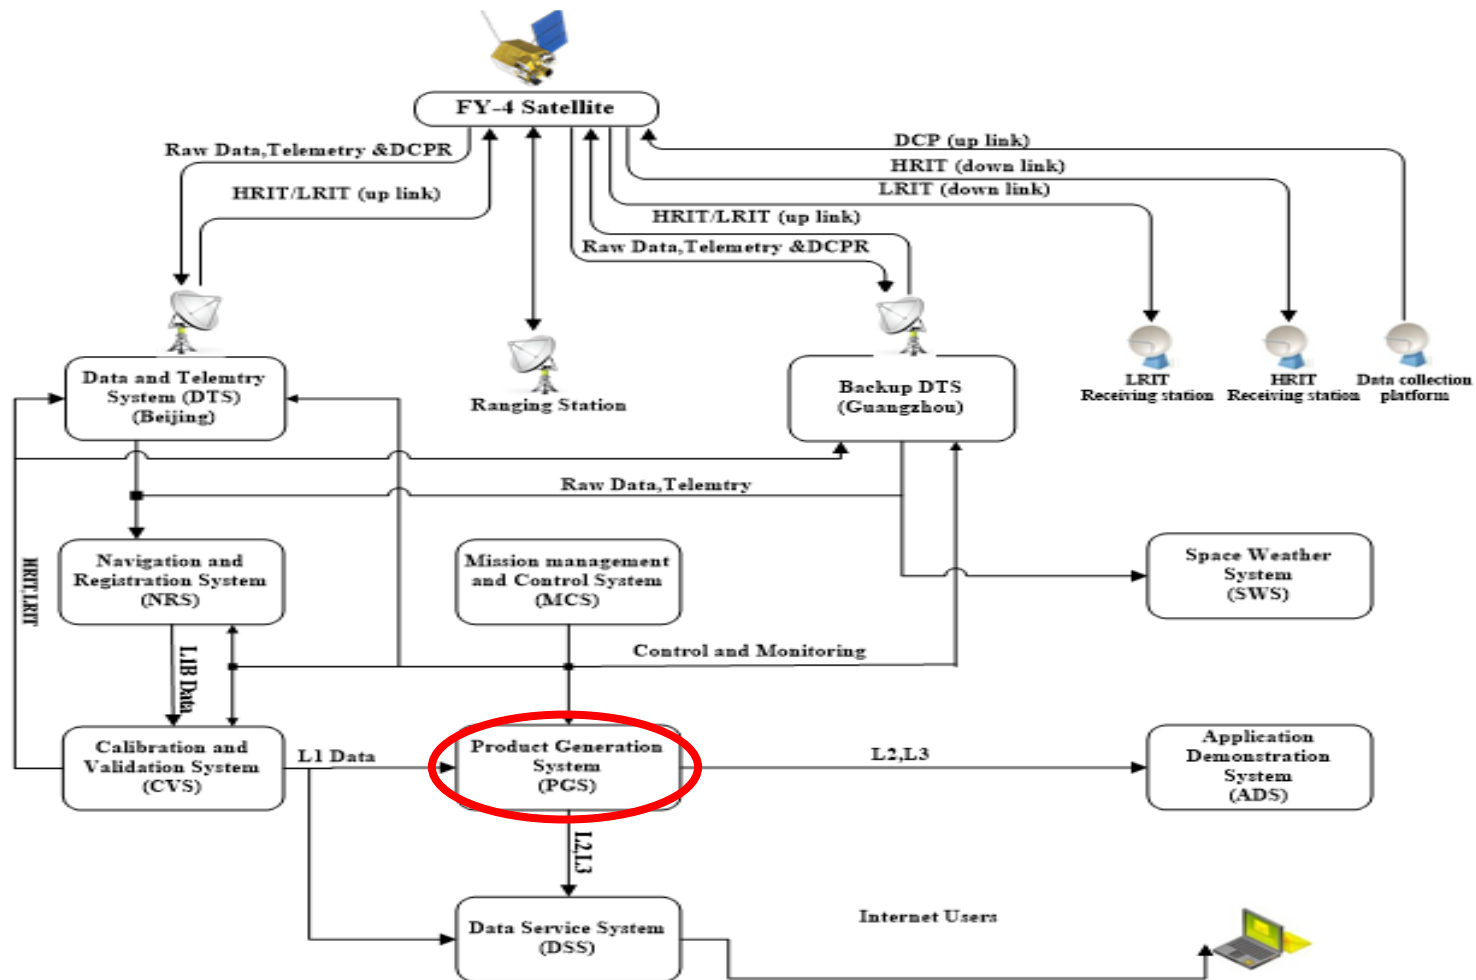 FY-4 Satellite
Raw Data,Telemetry &DCPR
HRIT/LRIT (up link)
DCP (up link)
HRIT (down link)
LRIT (down link)
HRIT/LRIT (up link)
Raw Data,Telemetry &DCPR
Data and Telemtry
System (DTS)
(Beijing)
Ranging Station
Backup DTS
(Guangzhou)
LRIT
Receiving station
HRIT
Receiving station
Data collection
platform
Raw Data,Telemtry
Navigation and
Registration System
(NRS)
Mission management
and Control System
(MCS)
Space Weather
System
(SWS)
HRIT,LRIT
L1B Data
Control and Monitoring
Calibration and
Validation System
(CVS)
L1 Data
Product Generation
System
(PGS)
L2,L3
Application
Demonstration
System
(ADS)
L2,L3
Data Service System
(DSS)
Internet Users